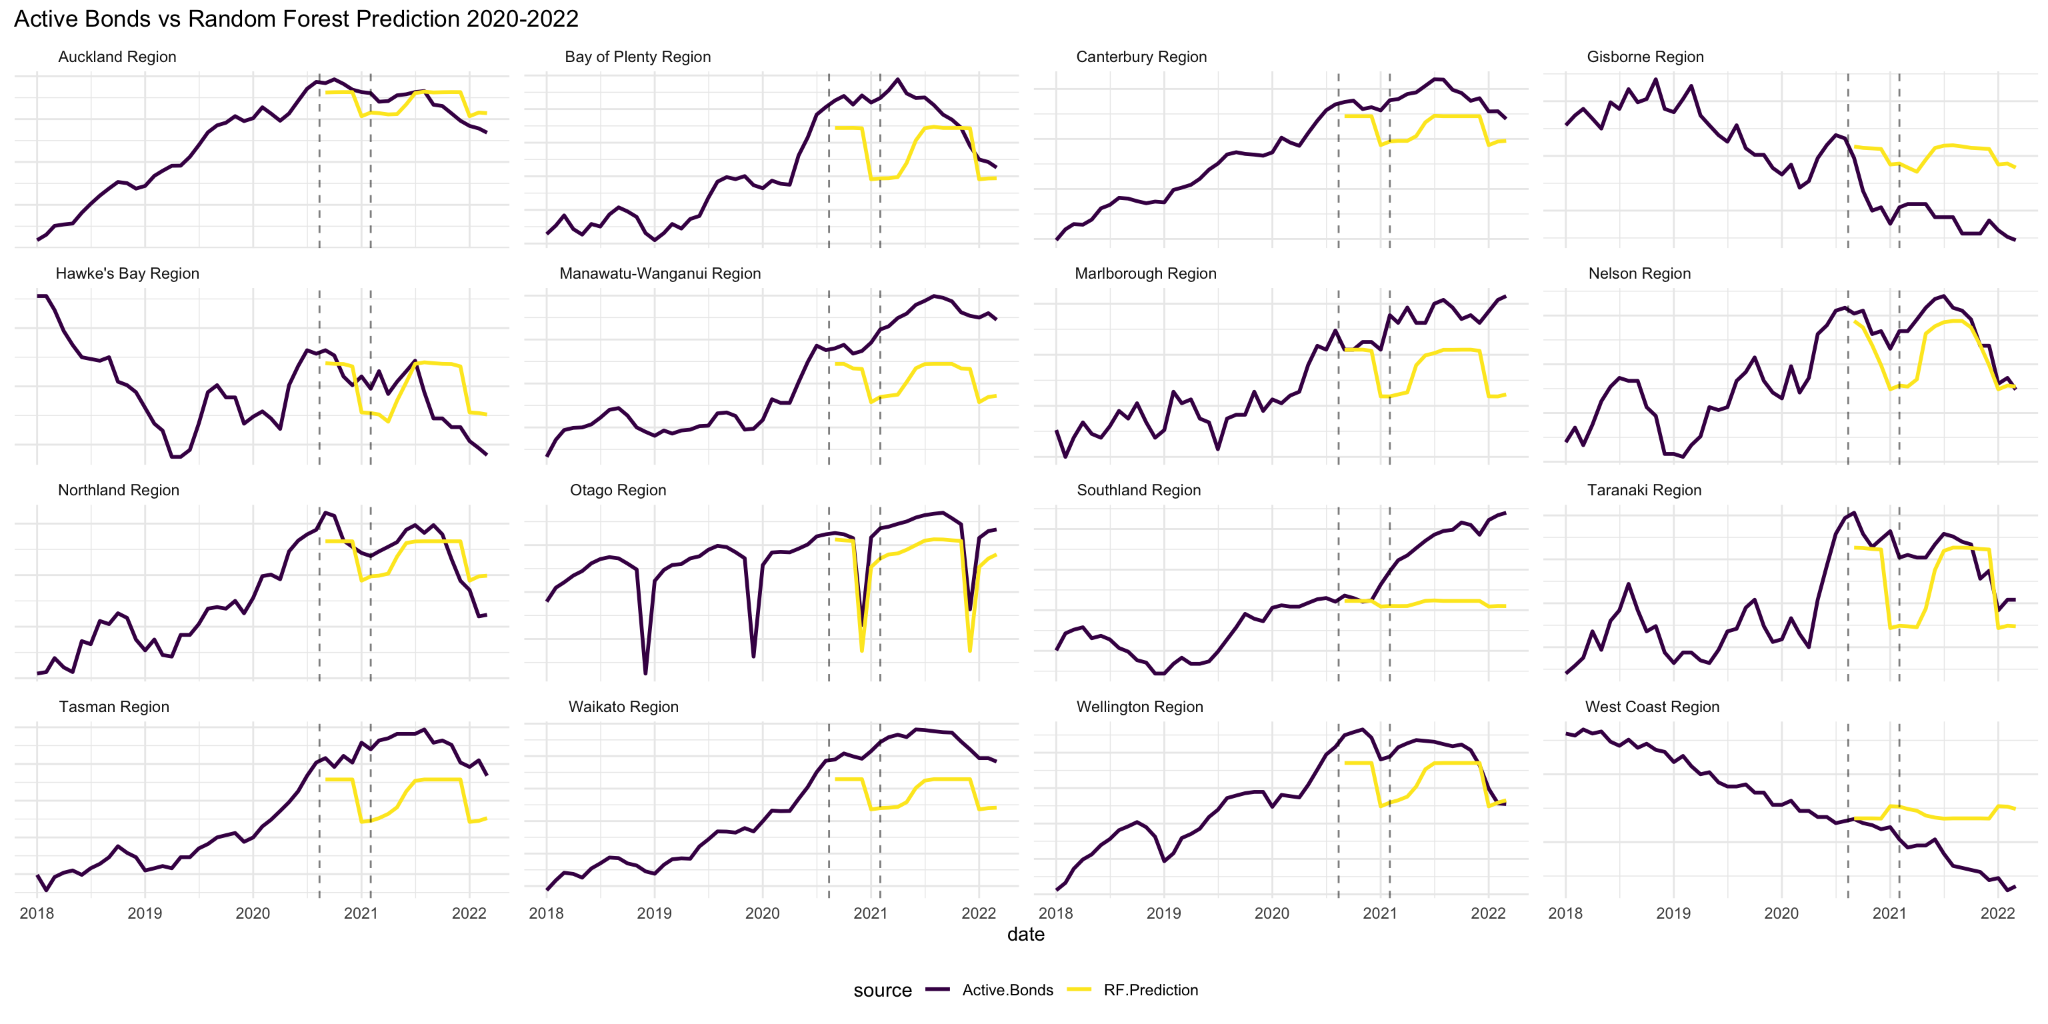 Active Bonds vs Random Forest Prediction 2020-2022
Auckland Region
Bay of Plenty Region
Canterbury Region
Gisborne Region
Hawke's Bay Region
Manawatu-Wanganui Region
Marlborough Region
Nelson Region
Northland Region
Otago Region
Southland Region
Taranaki Region
Tasman Region
Waikato Region
Wellington Region
West Coast Region
2018 2019 2020 2021 2022
2018 2019 2020 2021 2022
2018 2019 2020 2021 2022
2018 2019 2020 2021 2022
date
source Active.Bonds RF.Prediction